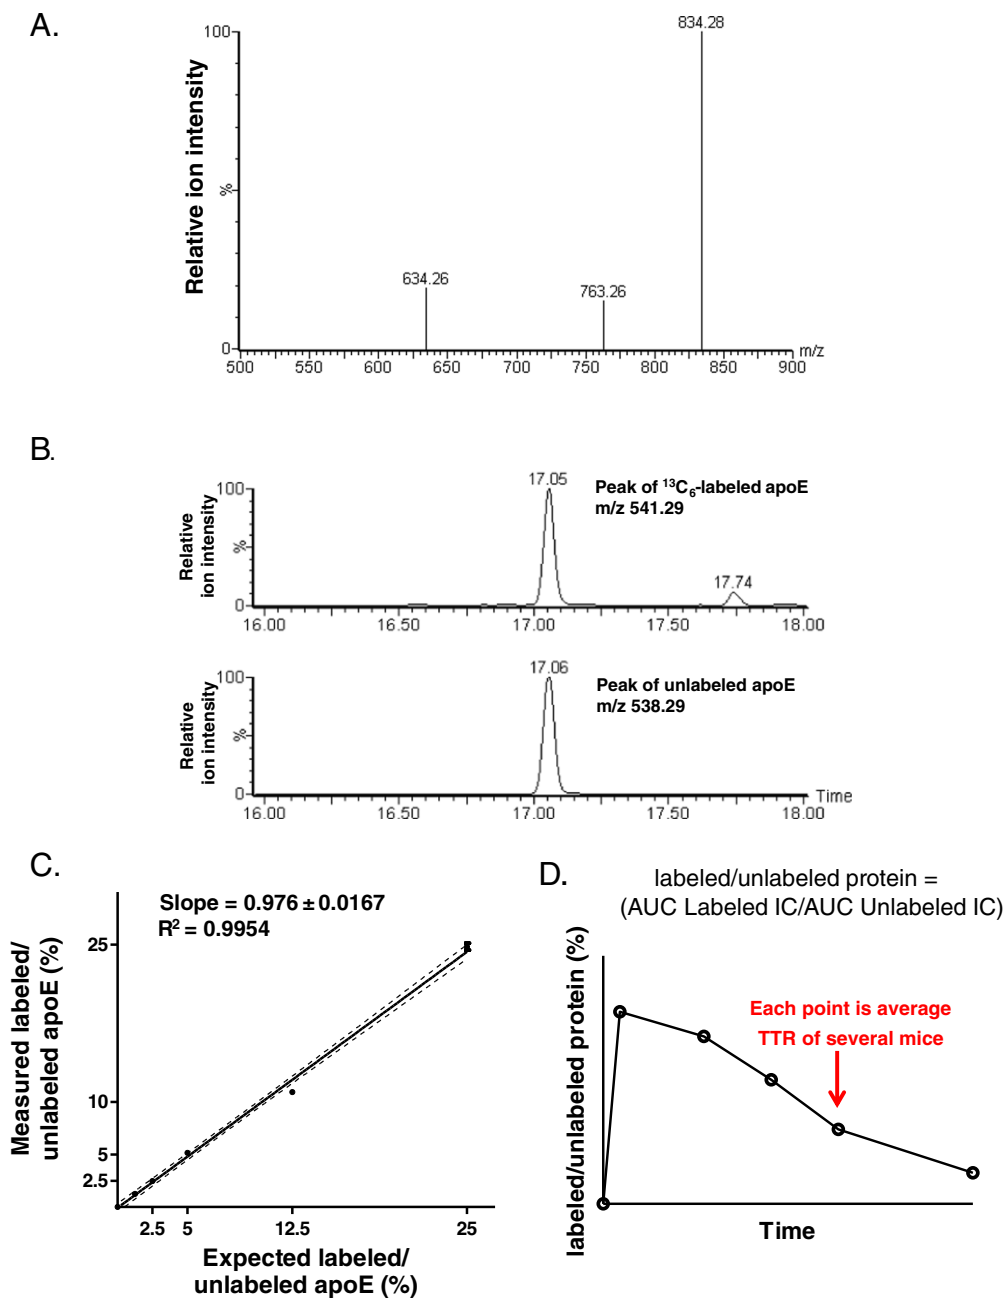 A.
Relative ion intensity
%
100
0
834.28
634.26
763.26
500 550 600 650 700 750 800 850 900
m/z
B.
Relative
ion intensity
%
100
0
17.05
17.74
Peak of ¹³C₆-labeled apoE
m/z 541.29
16.00 16.50 17.00 17.50 18.00
Relative
ion intensity
%
100
0
17.06
Peak of unlabeled apoE
m/z 538.29
Time
16.00 16.50 17.00 17.50 18.00
C.
Slope = 0.976 ± 0.0167
R² = 0.9954
Measured labeled/
unlabeled apoE (%)
25
10
5
2.5
2.5 5 12.5 25
Expected labeled/
unlabeled apoE (%)
D.
labeled/unlabeled protein =
(AUC Labeled IC/AUC Unlabeled IC)
labeled/unlabeled protein (%)
Each point is average
TTR of several mice
Time